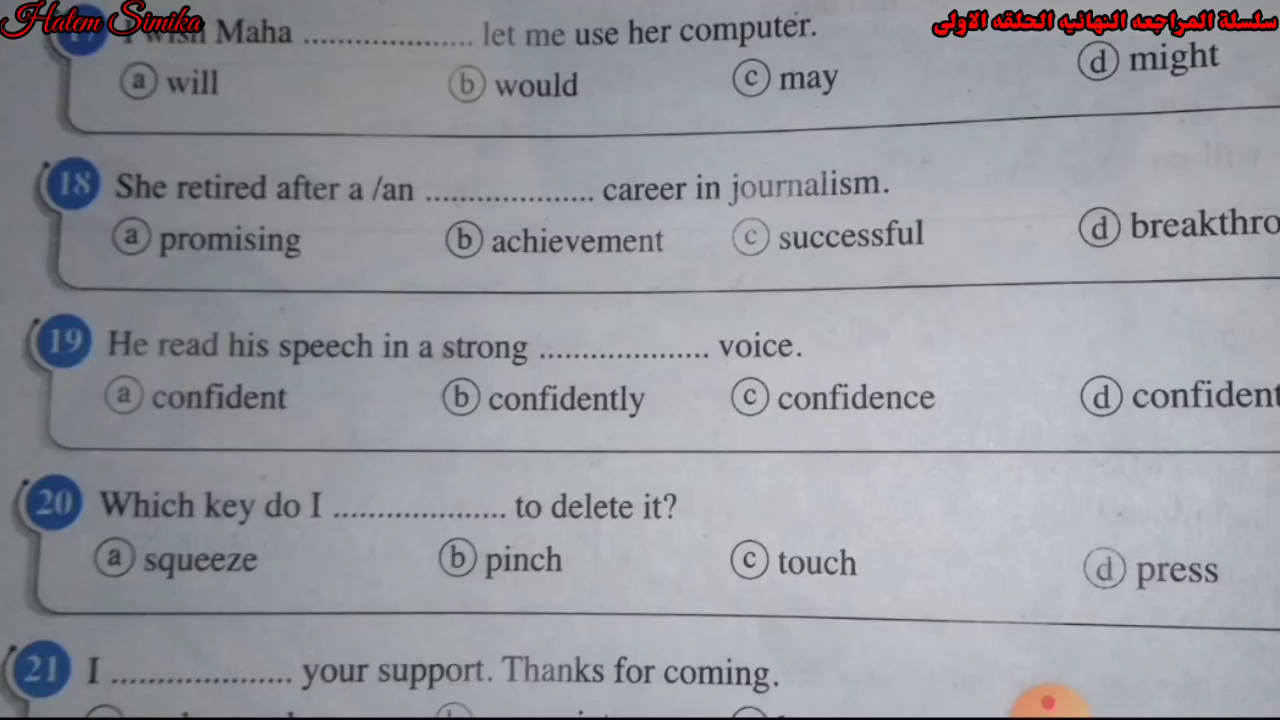 Hatem Simika
سلسلة المراجعه النهائيه الحلقه الاولى
I wish Maha .................... let me use her computer.
a will b would c may d might
18 She retired after a /an .................... career in journalism.
a promising b achievement c successful d breakthro
19 He read his speech in a strong .................... voice.
a confident b confidently c confidence d confident
20 Which key do I .................... to delete it?
a squeeze b pinch c touch d press
21 I .................... your support. Thanks for coming.